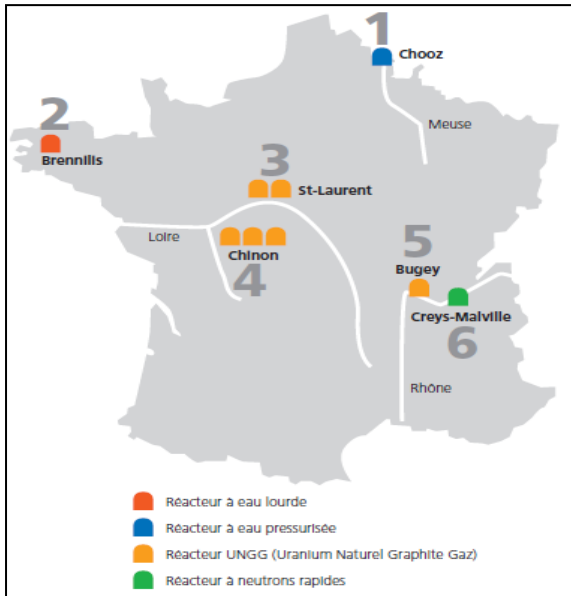 1
Chooz
Meuse
2
Brennilis
3
St-Laurent
Loire
Chinon
4
5
Bugey
Creys-Malville
6
Rhône
Réacteur à eau lourde
Réacteur à eau pressurisée
Réacteur UNGG (Uranium Naturel Graphite Gaz)
Réacteur à neutrons rapides